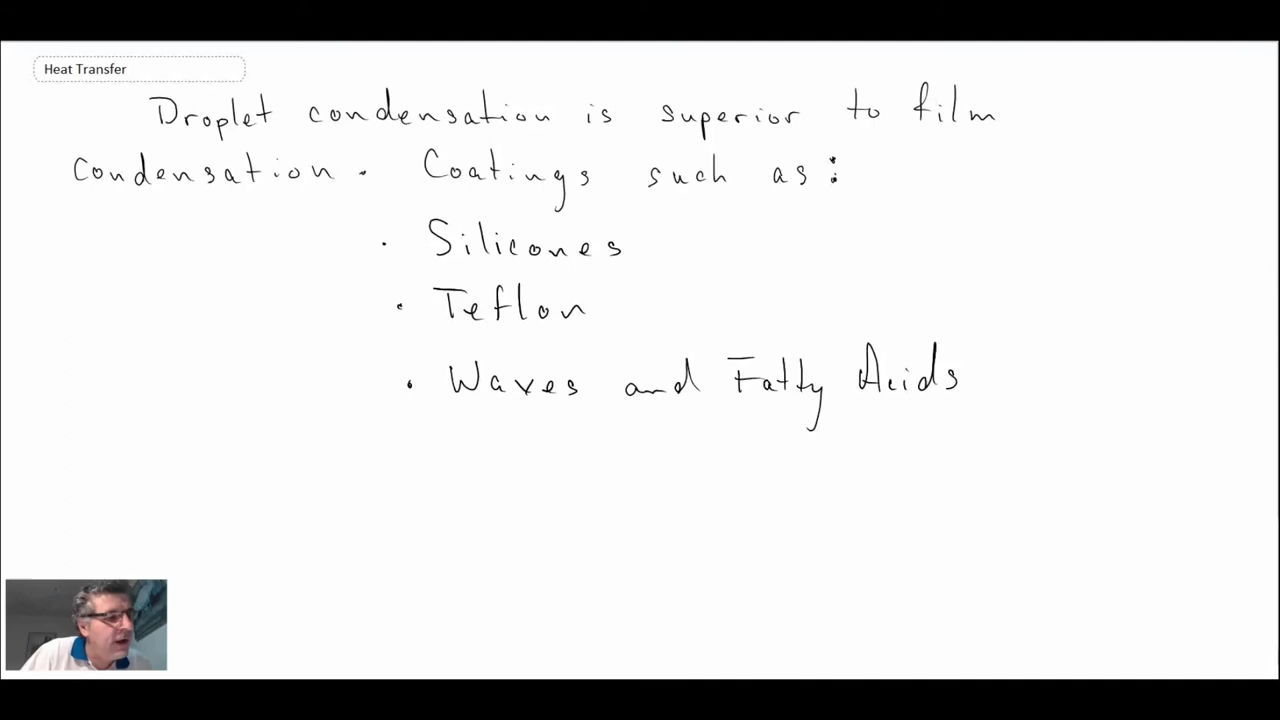 Heat Transfer
Droplet condensation is superior to film
condensation. Coatings such as:
· Silicones
· Teflon
· Waxes and Fatty Acids